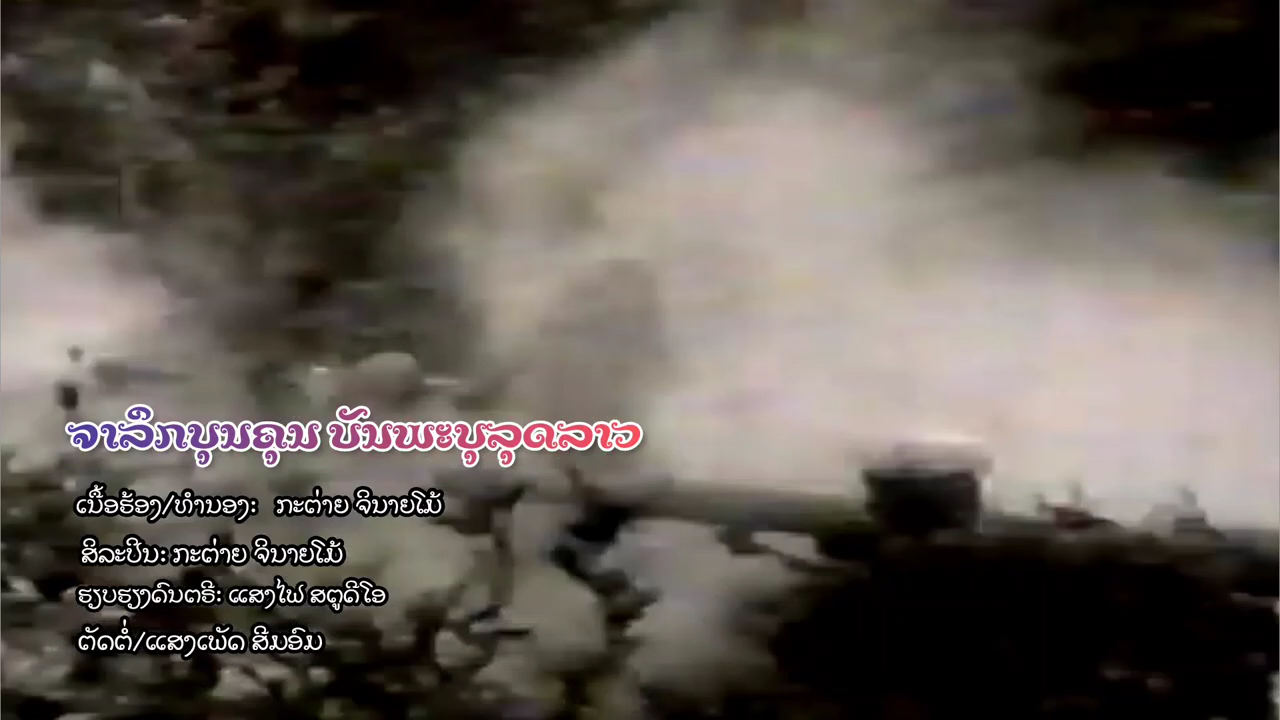 ຈາລຶກບຸນຄຸນ ບັນພະບຸລຸດລາວ
ເນື້ອຮ້ອງ/ທຳນອງ: ກະຕ່າຍ ຈິນາຍໂມ້
ສິລະປິນ: ກະຕ່າຍ ຈິນາຍໂມ້
ຮຽບຮຽງດົນຕຣີ: ແສງໄຟ ສຕູດິໂອ
ຕັດຕໍ່/ແສງເພັດ ສີມອົມ